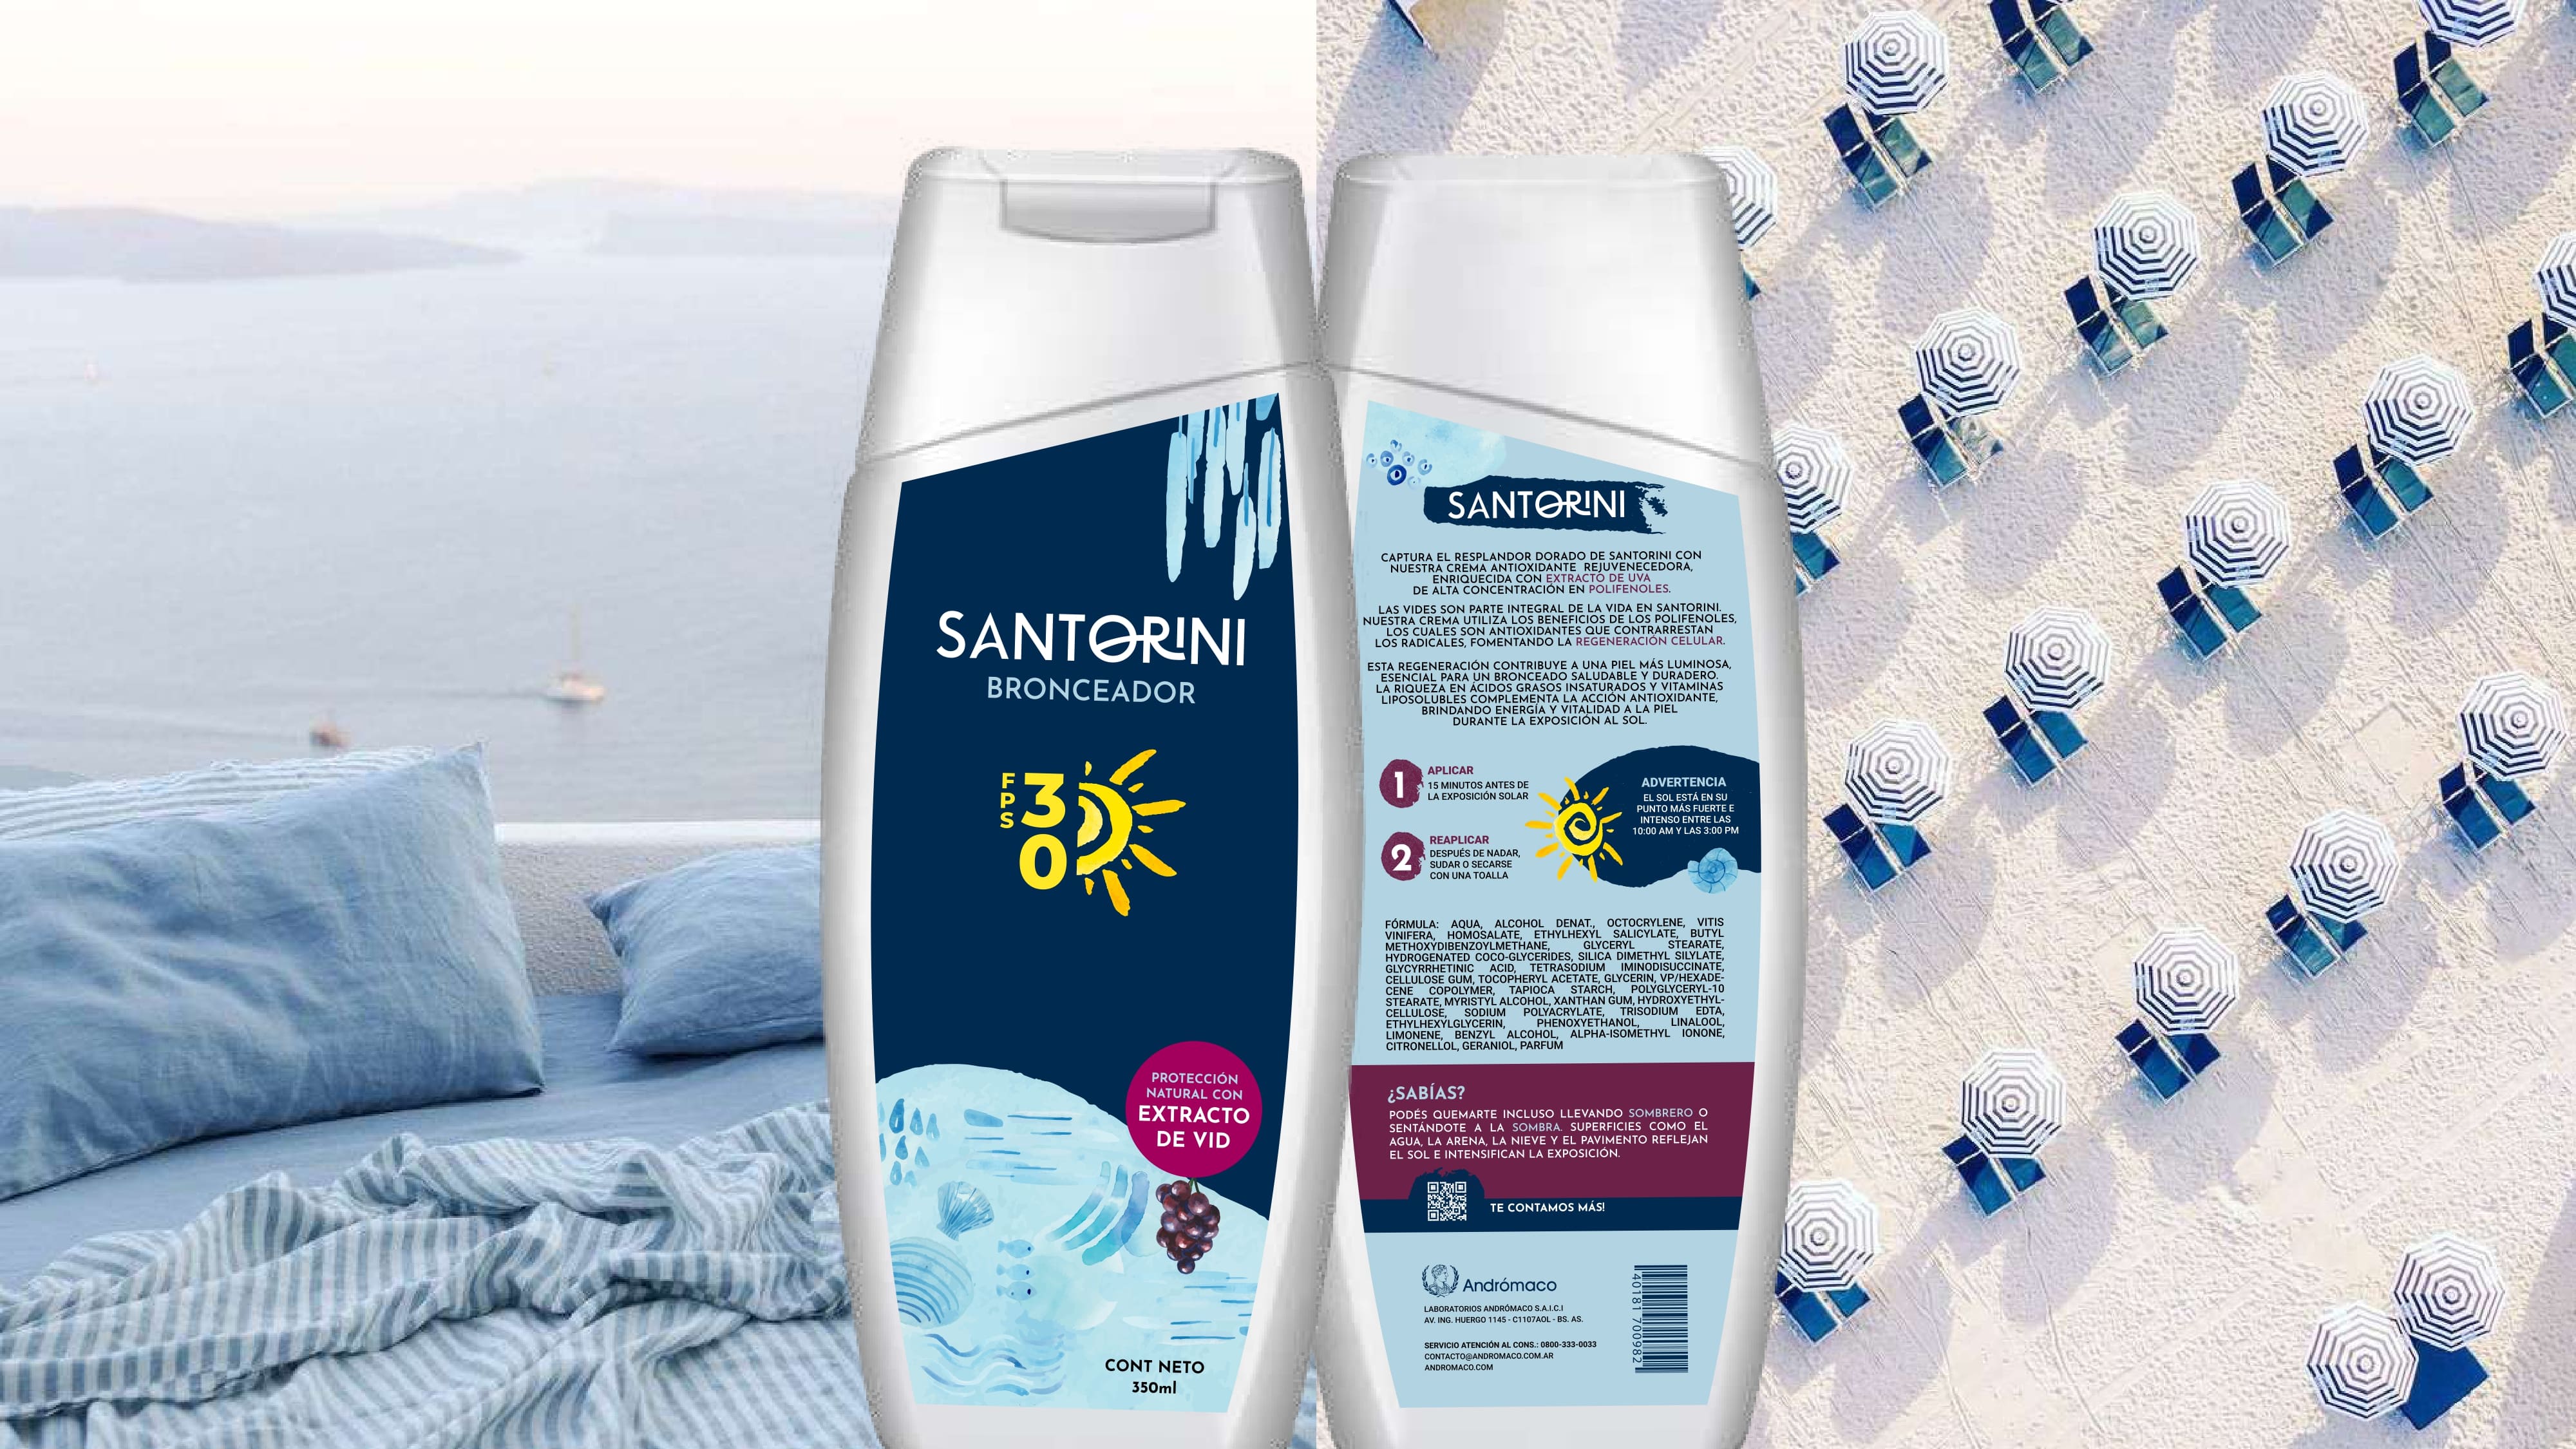 SANTORINI
BRONCEADOR
FPS
30
PROTECCIÓN
NATURAL CON
EXTRACTO
DE VID
CONT NETO
350ml
SANTORINI
CAPTURA EL RESPLANDOR DORADO DE SANTORINI CON
NUESTRA CREMA ANTIOXIDANTE REJUVENECEDORA,
ENRIQUECIDA CON EXTRACTO DE UVA
DE ALTA CONCENTRACIÓN EN POLIFENOLES.
LAS VIDES SON PARTE INTEGRAL DE LA VIDA EN SANTORINI.
NUESTRA CREMA UTILIZA LOS BENEFICIOS DE LOS POLIFENOLES,
LOS CUALES SON ANTIOXIDANTES QUE CONTRARRESTAN
LOS RADICALES, FOMENTANDO LA REGENERACIÓN CELULAR.
ESTA REGENERACIÓN CONTRIBUYE A UNA PIEL MÁS LUMINOSA,
ESENCIAL PARA UN BRONCEADO SALUDABLE Y DURADERO.
LA RIQUEZA EN ÁCIDOS GRASOS INSATURADOS Y VITAMINAS
LIPOSOLUBLES COMPLEMENTA LA ACCIÓN ANTIOXIDANTE,
BRINDANDO ENERGÍA Y VITALIDAD A LA PIEL
DURANTE LA EXPOSICIÓN AL SOL.
1
APLICAR
15 MINUTOS ANTES DE
LA EXPOSICIÓN SOLAR
2
REAPLICAR
DESPUÉS DE NADAR,
SUDAR O SECARSE
CON UNA TOALLA
ADVERTENCIA
EL SOL ESTÁ EN SU
PUNTO MÁS FUERTE E
INTENSO ENTRE LAS
10:00 AM Y LAS 3:00 PM
FÓRMULA: AQUA, ALCOHOL DENAT., OCTOCRYLENE, VITIS
VINIFERA, HOMOSALATE, ETHYLHEXYL SALICYLATE, BUTYL
METHOXYDIBENZOYLMETHANE, GLYCERYL STEARATE,
HYDROGENATED COCO-GLYCERIDES, SILICA DIMETHYL SILYLATE,
GLYCYRRHETINIC ACID, TETRASODIUM IMINODISUCCINATE,
CELLULOSE GUM, TOCOPHERYL ACETATE, GLYCERIN, VP/HEXADE-
CENE COPOLYMER, TAPIOCA STARCH, POLYGLYCERYL-10
STEARATE, MYRISTYL ALCOHOL, XANTHAN GUM, HYDROXYETHYL-
CELLULOSE, SODIUM POLYACRYLATE, TRISODIUM EDTA,
ETHYLHEXYLGLYCERIN, PHENOXYETHANOL, LINALOOL,
LIMONENE, BENZYL ALCOHOL, ALPHA-ISOMETHYL IONONE,
CITRONELLOL, GERANIOL, PARFUM
¿SABÍAS?
PODÉS QUEMARTE INCLUSO LLEVANDO SOMBRERO O
SENTÁNDOTE A LA SOMBRA. SUPERFICIES COMO EL
AGUA, LA ARENA, LA NIEVE Y EL PAVIMENTO REFLEJAN
EL SOL E INTENSIFICAN LA EXPOSICIÓN.
TE CONTAMOS MÁS!
Andrómaco
LABORATORIOS ANDRÓMACO S.A.I.C.I
AV. ING. HUERGO 1145 - C1107AOL - BS. AS.
SERVICIO ATENCIÓN AL CONS.: 0800-333-0033
CONTACTO@ANDROMACO.COM.AR
ANDROMACO.COM
40181 700982